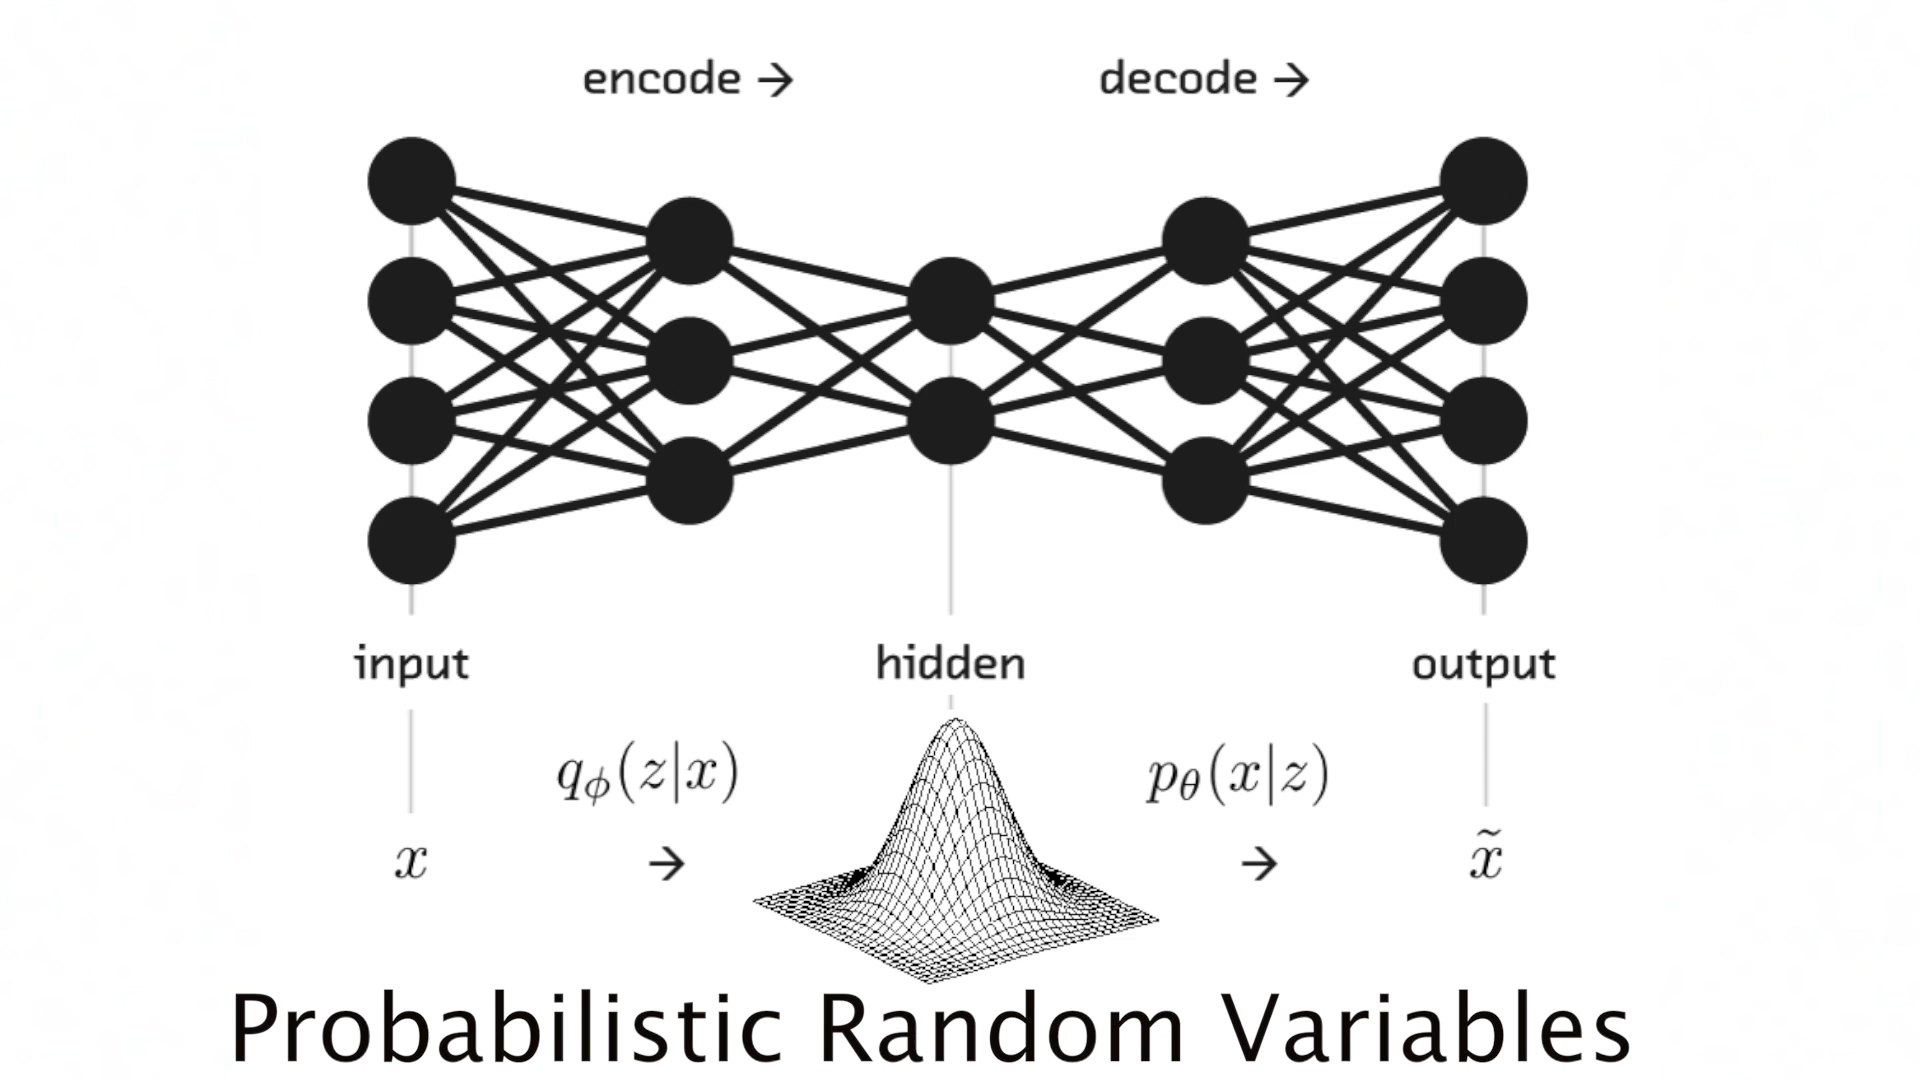 encode → decode →
input hidden output
qϕ(z|x) pθ(x|z)
x → → x̃
Probabilistic Random Variables